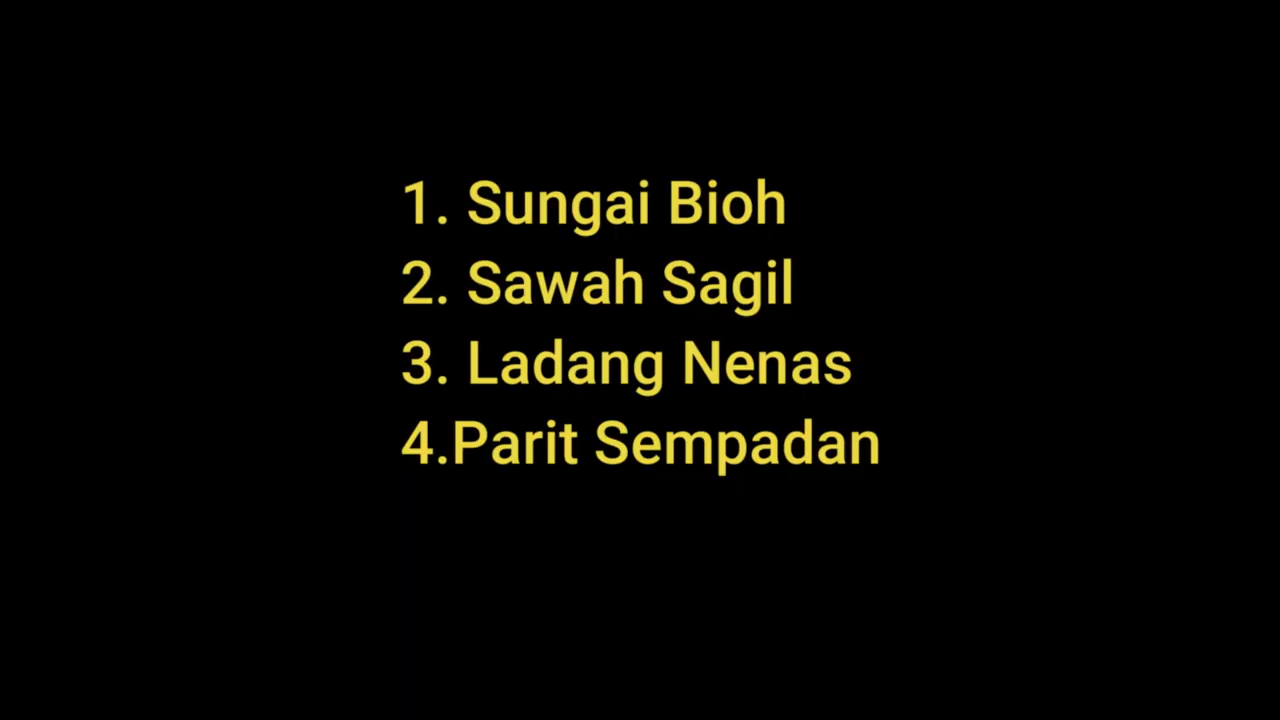 1. Sungai Bioh
2. Sawah Sagil
3. Ladang Nenas
4.Parit Sempadan